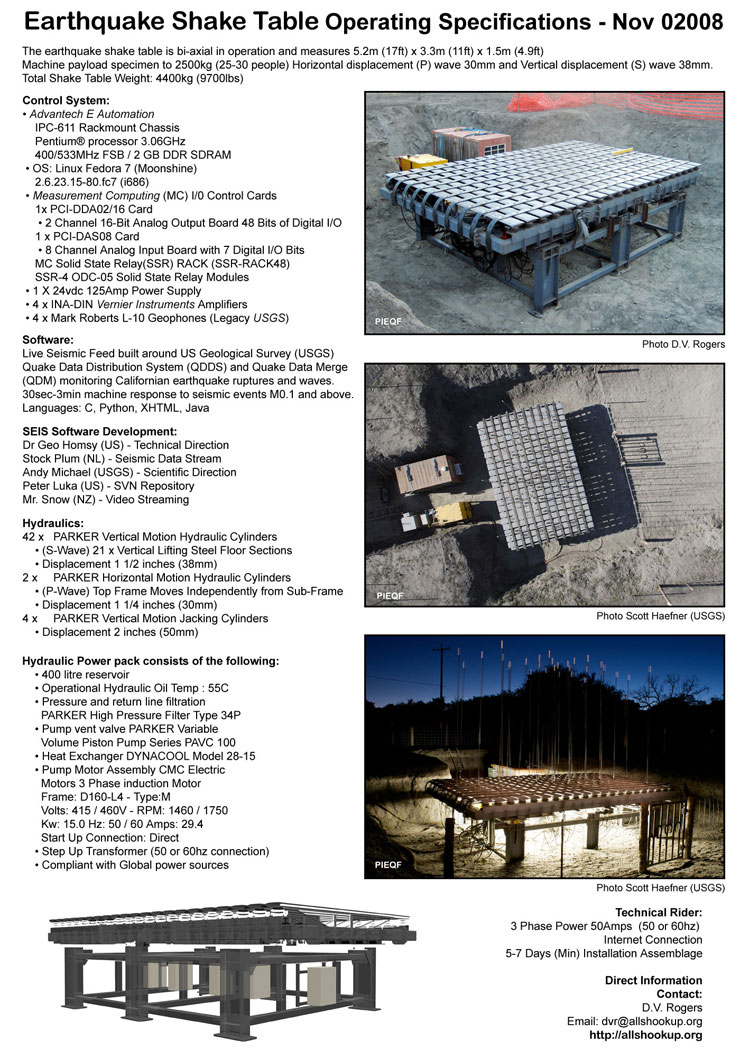 Earthquake Shake Table Operating Specifications - Nov 02008
The earthquake shake table is bi-axial in operation and measures 5.2m (17ft) x 3.3m (11ft) x 1.5m (4.9ft)
Machine payload specimen to 2500kg (25-30 people) Horizontal displacement (P) wave 30mm and Vertical displacement (S) wave 38mm.
Total Shake Table Weight: 4400kg (9700lbs)
Control System:
• Advantech E Automation
IPC-611 Rackmount Chassis
Pentium® processor 3.06GHz
400/533MHz FSB / 2 GB DDR SDRAM
• OS: Linux Fedora 7 (Moonshine)
2.6.23.15-80.fc7 (i686)
• Measurement Computing (MC) I/0 Control Cards
1x PCI-DDA02/16 Card
• 2 Channel 16-Bit Analog Output Board 48 Bits of Digital I/O
1 x PCI-DAS08 Card
• 8 Channel Analog Input Board with 7 Digital I/O Bits
MC Solid State Relay(SSR) RACK (SSR-RACK48)
SSR-4 ODC-05 Solid State Relay Modules
• 1 X 24vdc 125Amp Power Supply
• 4 x INA-DIN Vernier Instruments Amplifiers
• 4 x Mark Roberts L-10 Geophones (Legacy USGS)
Software:
Live Seismic Feed built around US Geological Survey (USGS)
Quake Data Distribution System (QDDS) and Quake Data Merge
(QDM) monitoring Californian earthquake ruptures and waves.
30sec-3min machine response to seismic events M0.1 and above.
Languages: C, Python, XHTML, Java
SEIS Software Development:
Dr Geo Homsy (US) - Technical Direction
Stock Plum (NL) - Seismic Data Stream
Andy Michael (USGS) - Scientific Direction
Peter Luka (US) - SVN Repository
Mr. Snow (NZ) - Video Streaming
Hydraulics:
42 x PARKER Vertical Motion Hydraulic Cylinders
• (S-Wave) 21 x Vertical Lifting Steel Floor Sections
• Displacement 1 1/2 inches (38mm)
2 x PARKER Horizontal Motion Hydraulic Cylinders
• (P-Wave) Top Frame Moves Independently from Sub-Frame
• Displacement 1 1/4 inches (30mm)
4 x PARKER Vertical Motion Jacking Cylinders
• Displacement 2 inches (50mm)
Hydraulic Power pack consists of the following:
• 400 litre reservoir
• Operational Hydraulic Oil Temp : 55C
• Pressure and return line filtration
PARKER High Pressure Filter Type 34P
• Pump vent valve PARKER Variable
Volume Piston Pump Series PAVC 100
• Heat Exchanger DYNACOOL Model 28-15
• Pump Motor Assembly CMC Electric
Motors 3 Phase induction Motor
Frame: D160-L4 - Type:M
Volts: 415 / 460V - RPM: 1460 / 1750
Kw: 15.0 Hz: 50 / 60 Amps: 29.4
Start Up Connection: Direct
• Step Up Transformer (50 or 60hz connection)
• Compliant with Global power sources
PIEQF
Photo D.V. Rogers
PIEQF
Photo Scott Haefner (USGS)
PIEQF
Photo Scott Haefner (USGS)
Technical Rider:
3 Phase Power 50Amps (50 or 60hz)
Internet Connection
5-7 Days (Min) Installation Assemblage
Direct Information
Contact:
D.V. Rogers
Email: dvr@allshookup.org
http://allshookup.org